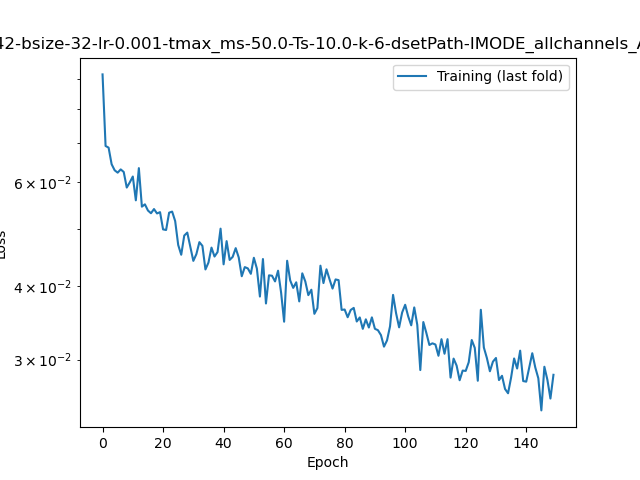 42-bsize-32-lr-0.001-tmax_ms-50.0-Ts-10.0-k-6-dsetPath-IMODE_allchannels_A
Training (last fold)
6 × 10⁻²
4 × 10⁻²
3 × 10⁻²
Loss
0 20 40 60 80 100 120 140
Epoch